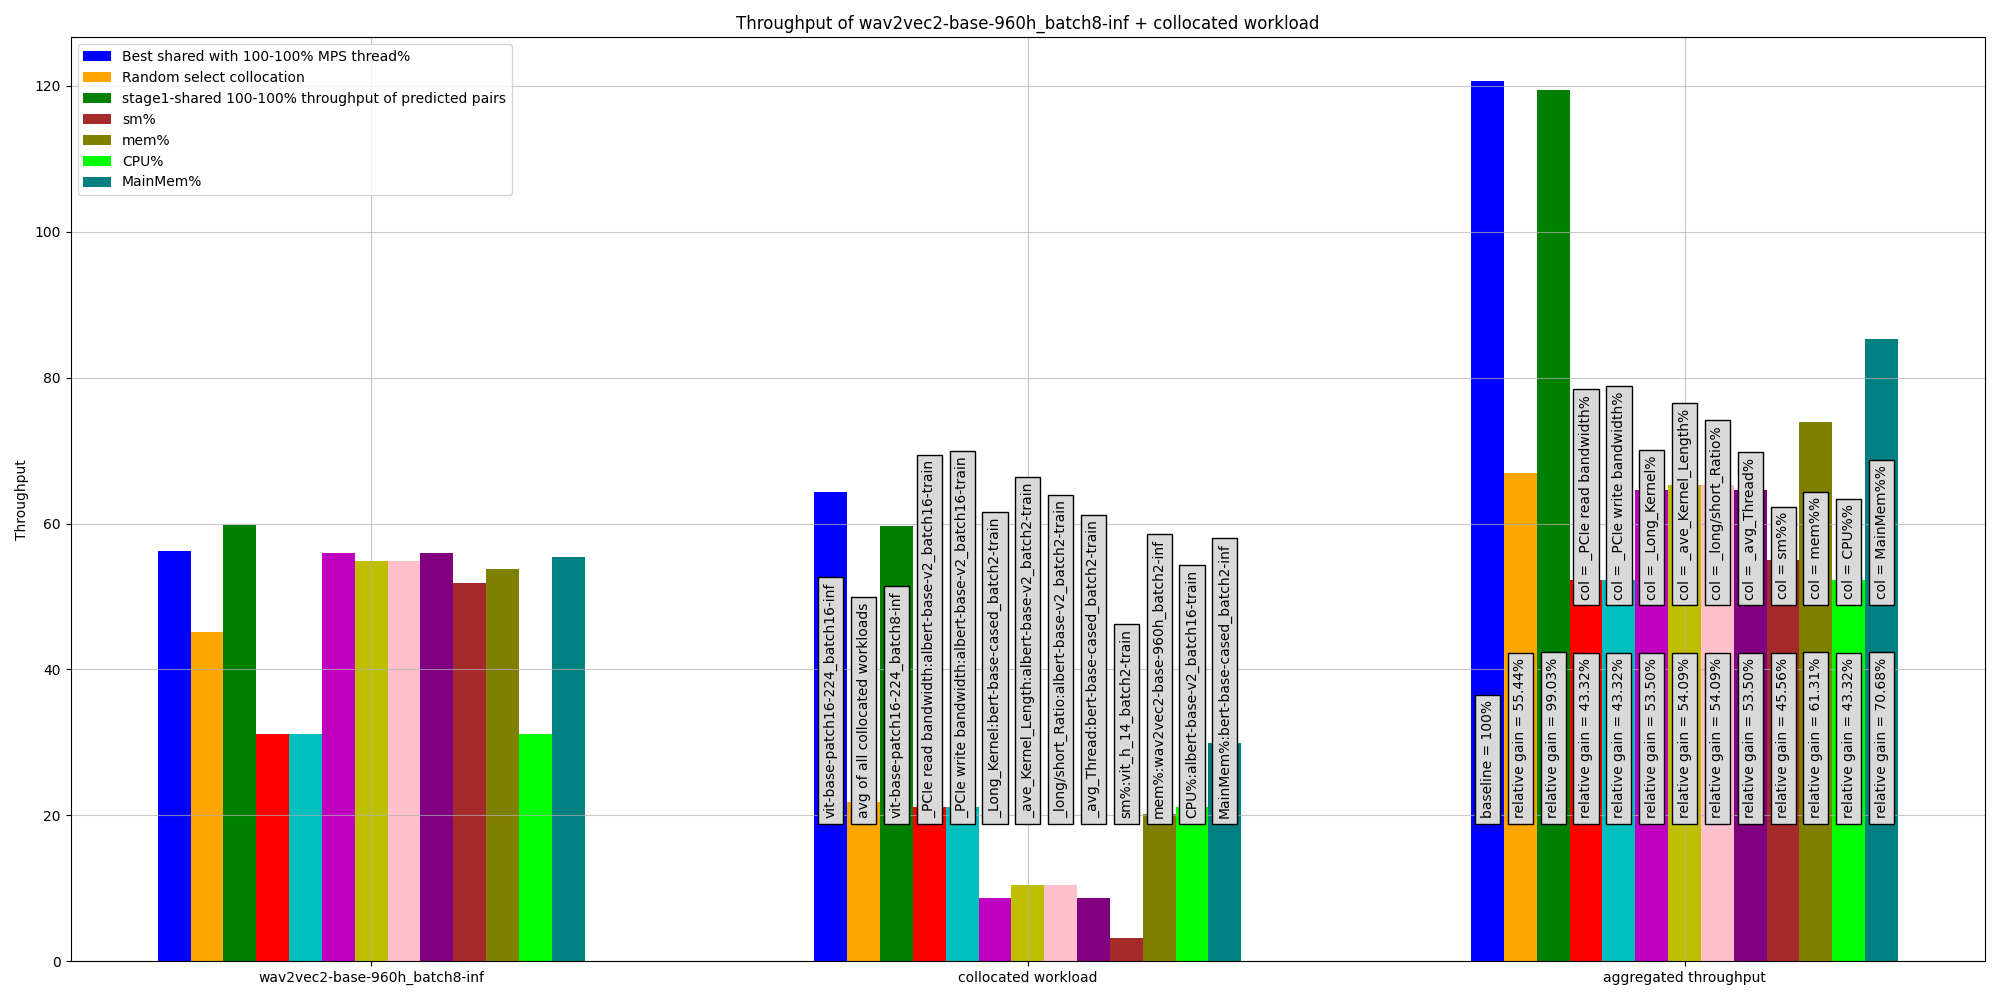 Throughput of wav2vec2-base-960h_batch8-inf + collocated workload
Best shared with 100-100% MPS thread%
Random select collocation
stage1-shared 100-100% throughput of predicted pairs
sm%
mem%
CPU%
MainMem%
Throughput
120
100
80
60
40
20
0
vit-base-patch16-224_batch16-inf
avg of all collocated workloads
vit-base-patch16-224_batch8-inf
_PCIe read bandwidth:albert-base-v2_batch16-train
_PCIe write bandwidth:albert-base-v2_batch16-train
_Long_Kernel:bert-base-cased_batch2-train
_ave_Kernel_Length:albert-base-v2_batch2-train
_long/short_Ratio:albert-base-v2_batch2-train
_avg_Thread:bert-base-cased_batch2-train
sm%:vit_h_14_batch2-train
mem%:wav2vec2-base-960h_batch2-inf
CPU%:albert-base-v2_batch16-train
MainMem%:bert-base-cased_batch2-inf
col = _PCIe read bandwidth%
col = _PCIe write bandwidth%
col = _Long_Kernel%
col = _ave_Kernel_Length%
col = _long/short_Ratio%
col = _avg_Thread%
col = sm%%
col = mem%%
col = CPU%%
col = MainMem%%
baseline = 100%
relative gain = 55.44%
relative gain = 99.03%
relative gain = 43.32%
relative gain = 43.32%
relative gain = 53.50%
relative gain = 54.09%
relative gain = 54.09%
relative gain = 53.50%
relative gain = 45.56%
relative gain = 61.31%
relative gain = 43.32%
relative gain = 70.68%
wav2vec2-base-960h_batch8-inf
collocated workload
aggregated throughput